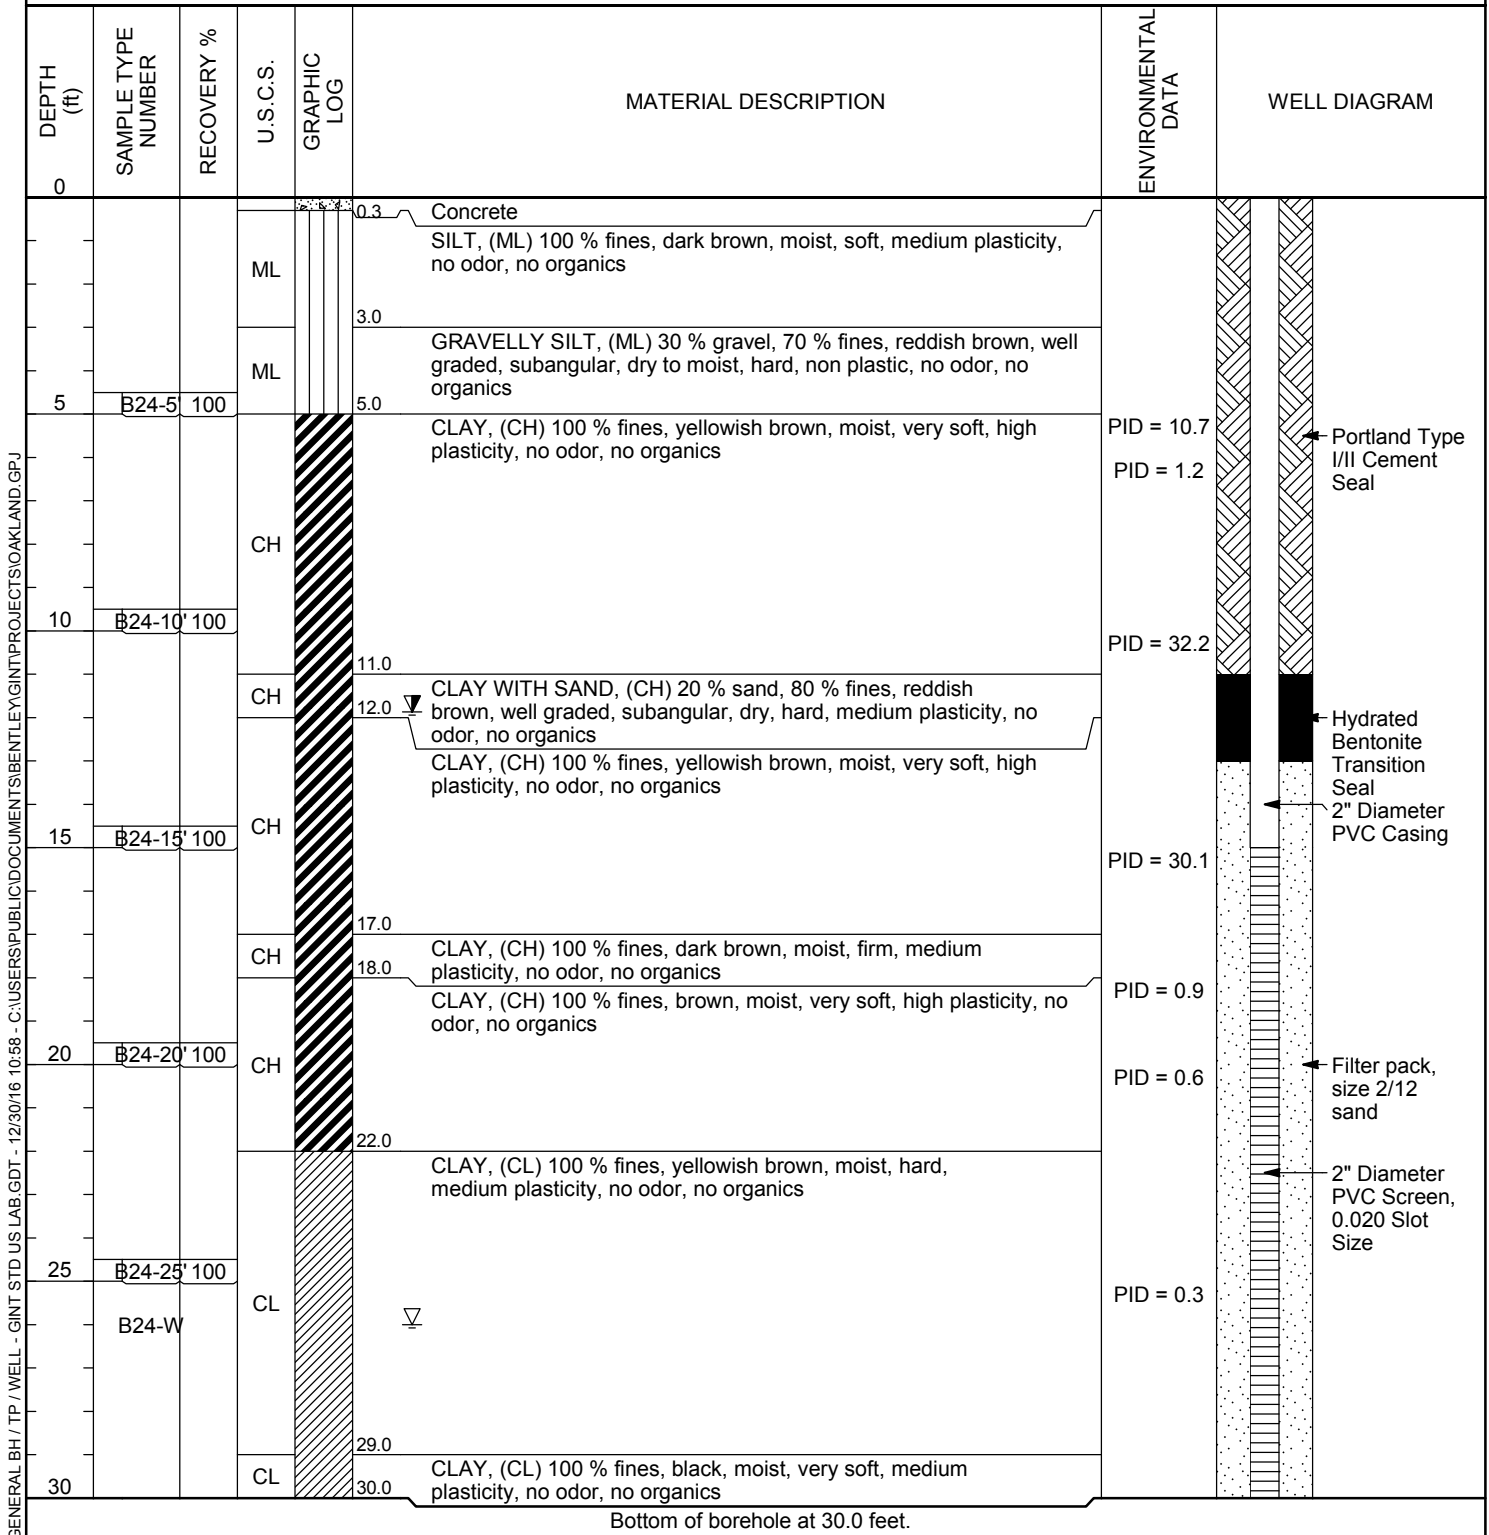 DEPTH
(ft)
SAMPLE TYPE
NUMBER
RECOVERY %
U.S.C.S.
GRAPHIC
LOG
MATERIAL DESCRIPTION
ENVIRONMENTAL
DATA
WELL DIAGRAM
0
0.3
Concrete
ML
SILT, (ML) 100 % fines, dark brown, moist, soft, medium plasticity,
no odor, no organics
3.0
ML
GRAVELLY SILT, (ML) 30 % gravel, 70 % fines, reddish brown, well
graded, subangular, dry to moist, hard, non plastic, no odor, no
organics
5
B24-5'
100
5.0
CH
CLAY, (CH) 100 % fines, yellowish brown, moist, very soft, high
plasticity, no odor, no organics
PID = 10.7
PID = 1.2
Portland Type
I/II Cement
Seal
10
B24-10'
100
PID = 32.2
11.0
CH
CLAY WITH SAND, (CH) 20 % sand, 80 % fines, reddish
brown, well graded, subangular, dry, hard, medium plasticity, no
odor, no organics
12.0
CH
CLAY, (CH) 100 % fines, yellowish brown, moist, very soft, high
plasticity, no odor, no organics
Hydrated
Bentonite
Transition
Seal
2" Diameter
PVC Casing
15
B24-15'
100
PID = 30.1
17.0
CH
CLAY, (CH) 100 % fines, dark brown, moist, firm, medium
plasticity, no odor, no organics
18.0
CH
CLAY, (CH) 100 % fines, brown, moist, very soft, high plasticity, no
odor, no organics
PID = 0.9
20
B24-20'
100
PID = 0.6
Filter pack,
size 2/12
sand
22.0
CL
CLAY, (CL) 100 % fines, yellowish brown, moist, hard,
medium plasticity, no odor, no organics
2" Diameter
PVC Screen,
0.020 Slot
Size
25
B24-25'
100
PID = 0.3
B24-W
29.0
CL
CLAY, (CL) 100 % fines, black, moist, very soft, medium
plasticity, no odor, no organics
30
30.0
Bottom of borehole at 30.0 feet.
GENERAL BH / TP / WELL - GINT STD US LAB.GDT - 12/30/16 10:58 - C:\USERS\PUBLIC\DOCUMENTS\BENTLEY\GINT\PROJECTS\OAKLAND.GPJ